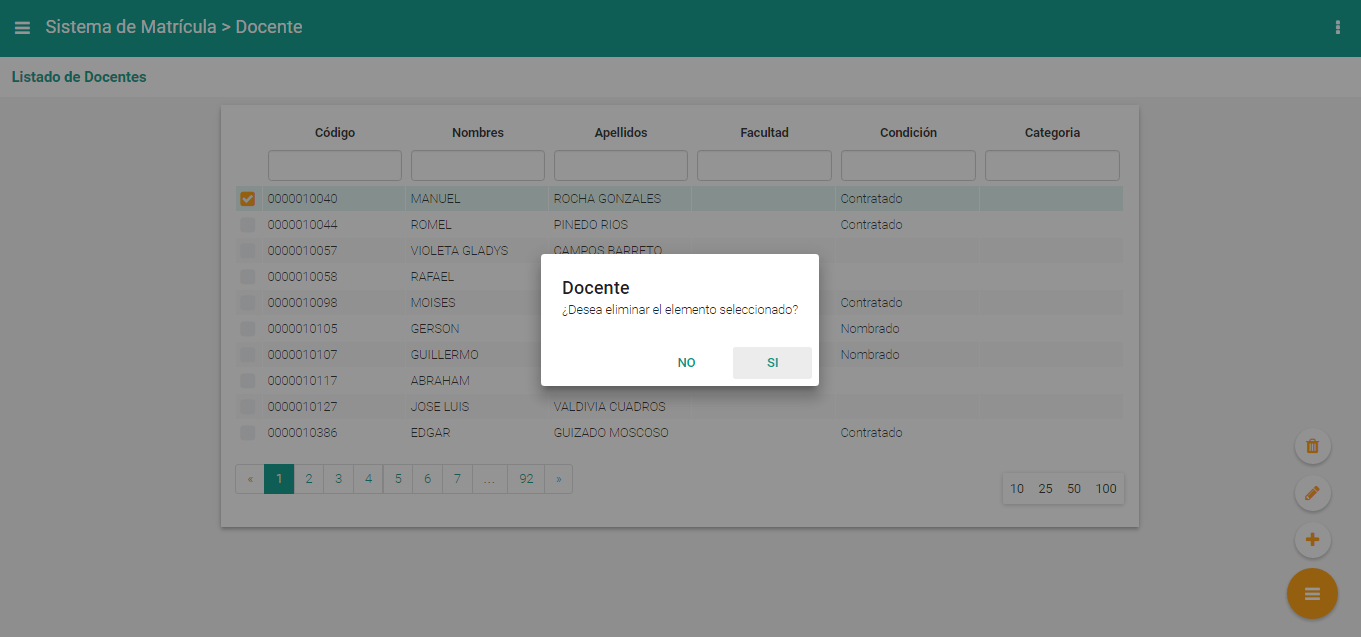 Sistema de Matrícula > Docente
Listado de Docentes
Código Nombres Apellidos Facultad Condición Categoria
0000010040 MANUEL ROCHA GONZALES Contratado
0000010044 ROMEL PINEDO RIOS Contratado
0000010057 VIOLETA GLADYS CAMPOS BARRETO
0000010058 RAFAEL
0000010098 MOISES Contratado
0000010105 GERSON Nombrado
0000010107 GUILLERMO Nombrado
0000010117 ABRAHAM
0000010127 JOSE LUIS VALDIVIA CUADROS
0000010386 EDGAR GUIZADO MOSCOSO Contratado
Docente
¿Desea eliminar el elemento seleccionado?
NO SI
« 1 2 3 4 5 6 7 ... 92 »
10 25 50 100